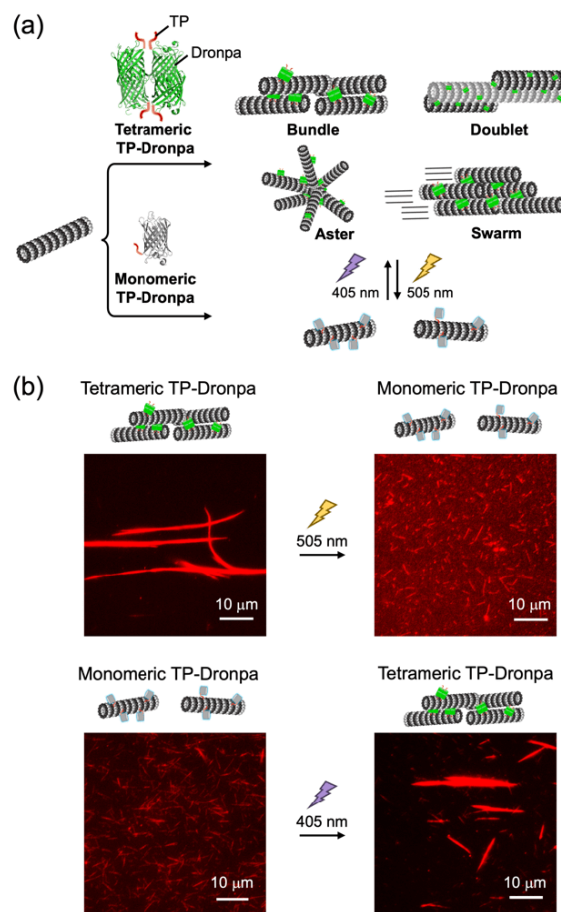 (a)
TP
Dronpa
Tetrameric
TP-Dronpa
Bundle
Doublet
Aster
Swarm
Monomeric
TP-Dronpa
405 nm
505 nm
(b)
Tetrameric TP-Dronpa
Monomeric TP-Dronpa
505 nm
10 μm
10 μm
Monomeric TP-Dronpa
Tetrameric TP-Dronpa
405 nm
10 μm
10 μm